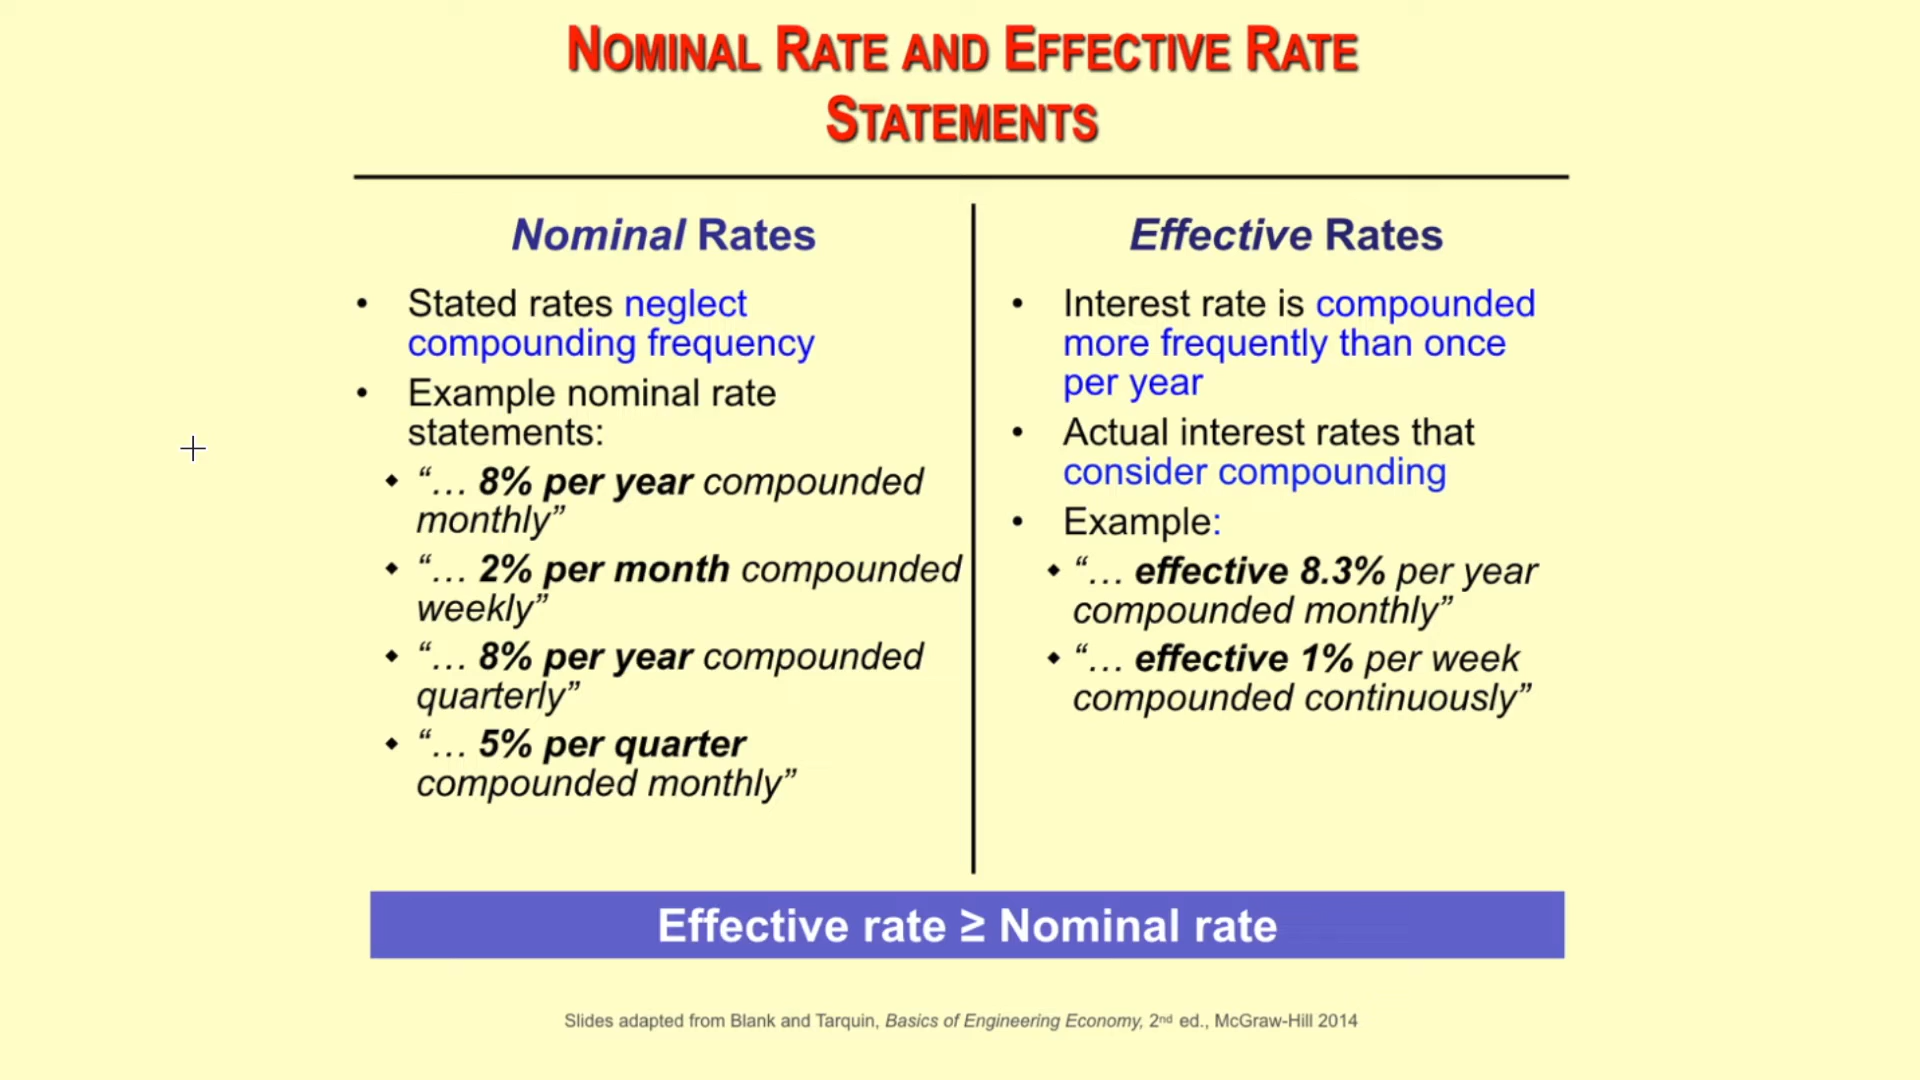 NOMINAL RATE AND EFFECTIVE RATE
STATEMENTS
Nominal Rates
• Stated rates neglect
compounding frequency
• Example nominal rate
statements:
◆ “… 8% per year compounded
monthly”
◆ “… 2% per month compounded
weekly”
◆ “… 8% per year compounded
quarterly”
◆ “… 5% per quarter
compounded monthly”
Effective Rates
• Interest rate is compounded
more frequently than once
per year
• Actual interest rates that
consider compounding
• Example:
◆ “… effective 8.3% per year
compounded monthly”
◆ “… effective 1% per week
compounded continuously”
Effective rate ≥ Nominal rate
Slides adapted from Blank and Tarquin, Basics of Engineering Economy, 2nd ed., McGraw-Hill 2014